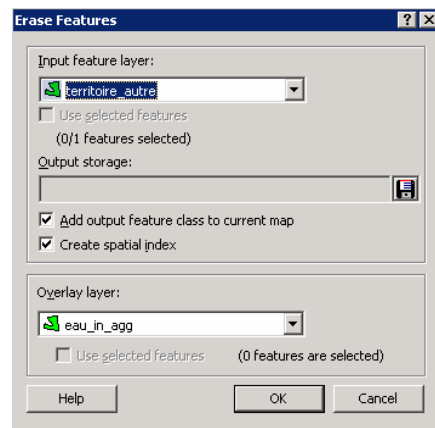 Erase Features
Input feature layer:
territoire_autre
Use selected features
(0/1 features selected)
Output storage:
Add output feature class to current map
Create spatial index
Overlay layer:
eau_in_agg
Use selected features (0 features are selected)
Help OK Cancel